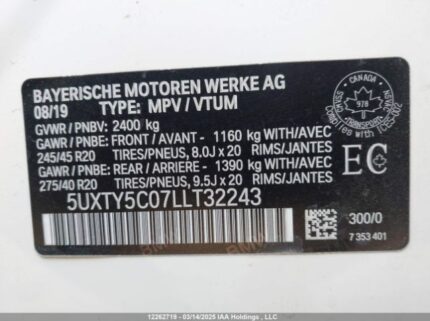 BAYERISCHE MOTOREN WERKE AG
08/19 TYPE: MPV / VTUM
GVWR / PNBV: 2400 kg
GAWR / PNBE: FRONT / AVANT - 1160 kg WITH/AVEC
245/45 R20 TIRES/PNEUS, 8.0J x 20 RIMS/JANTES
GAWR / PNBE: REAR / ARRIERE - 1390 kg WITH/AVEC
275/40 R20 TIRES/PNEUS, 9.5J x 20 RIMS/JANTES
5UXTY5C07LLT32243
CANADA
978
TRANSPORT
EC
300/0
7 353 401
12262719 - 03/14/2025 IAA Holdings , LLC